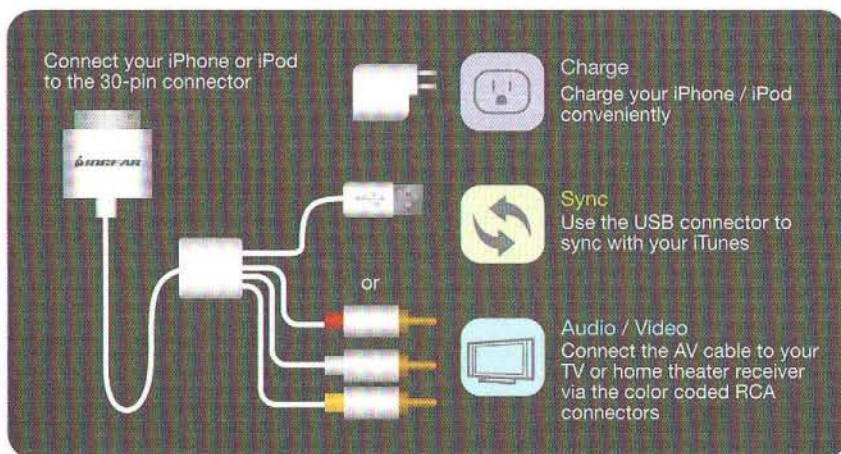 Connect your iPhone or iPod
to the 30-pin connector
IOGEAR
Charge
Charge your iPhone / iPod
conveniently
Sync
Use the USB connector to
sync with your iTunes
or
Audio / Video
Connect the AV cable to your
TV or home theater receiver
via the color coded RCA
connectors